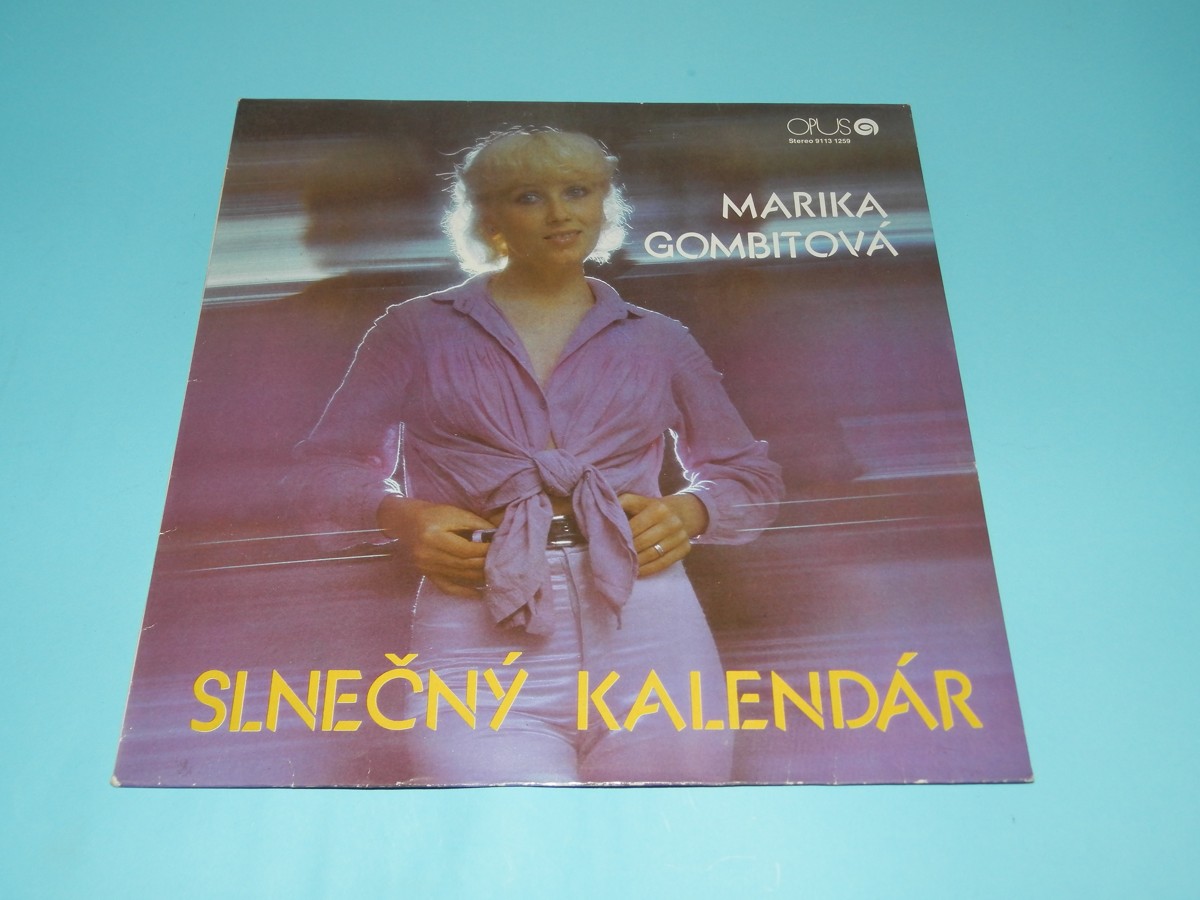 OPUS
Stereo 9113 1259
MARIKA
GOMBITOVÁ
SLNEČNÝ KALENDÁR